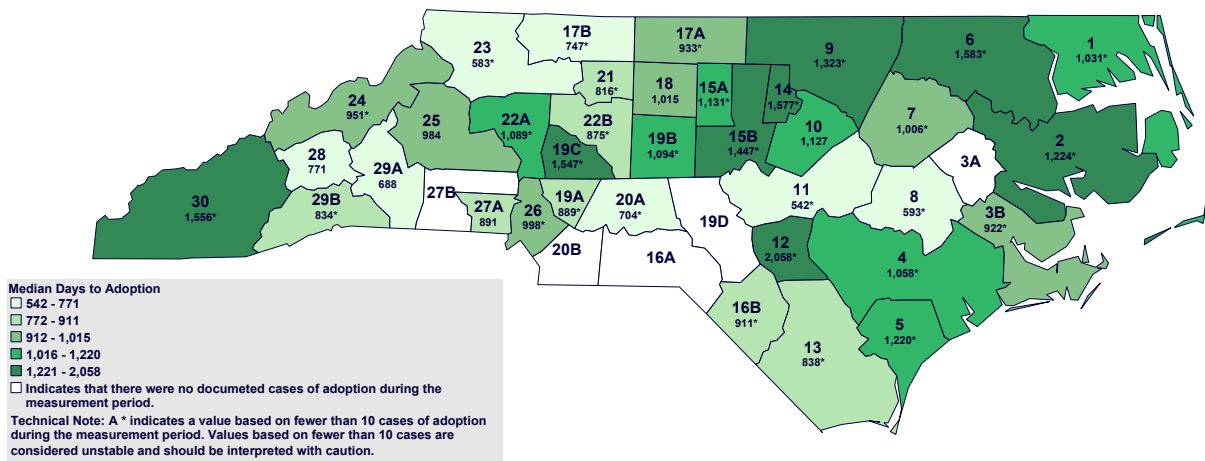 23
583*
17B
747*
17A
933*
9
1,323*
6
1,583*
1
1,031*
24
951*
25
984
22A
1,089*
21
816*
18
1,015
15A
1,131*
14
1,577*
10
1,127
7
1,006*
2
1,224*
22B
875*
19C
1,547*
19B
1,094*
15B
1,447*
3A
28
771
29A
688
27B
30
1,556*
29B
834*
27A
891
26
998*
19A
889*
20A
704*
19D
11
542*
8
593*
3B
922*
20B
16A
12
2,058*
4
1,058*
16B
911*
13
838*
5
1,220*
Median Days to Adoption
542 - 771
772 - 911
912 - 1,015
1,016 - 1,220
1,221 - 2,058
Indicates that there were no documeted cases of adoption during the
measurement period.
Technical Note: A * indicates a value based on fewer than 10 cases of adoption
during the measurement period. Values based on fewer than 10 cases are
considered unstable and should be interpreted with caution.